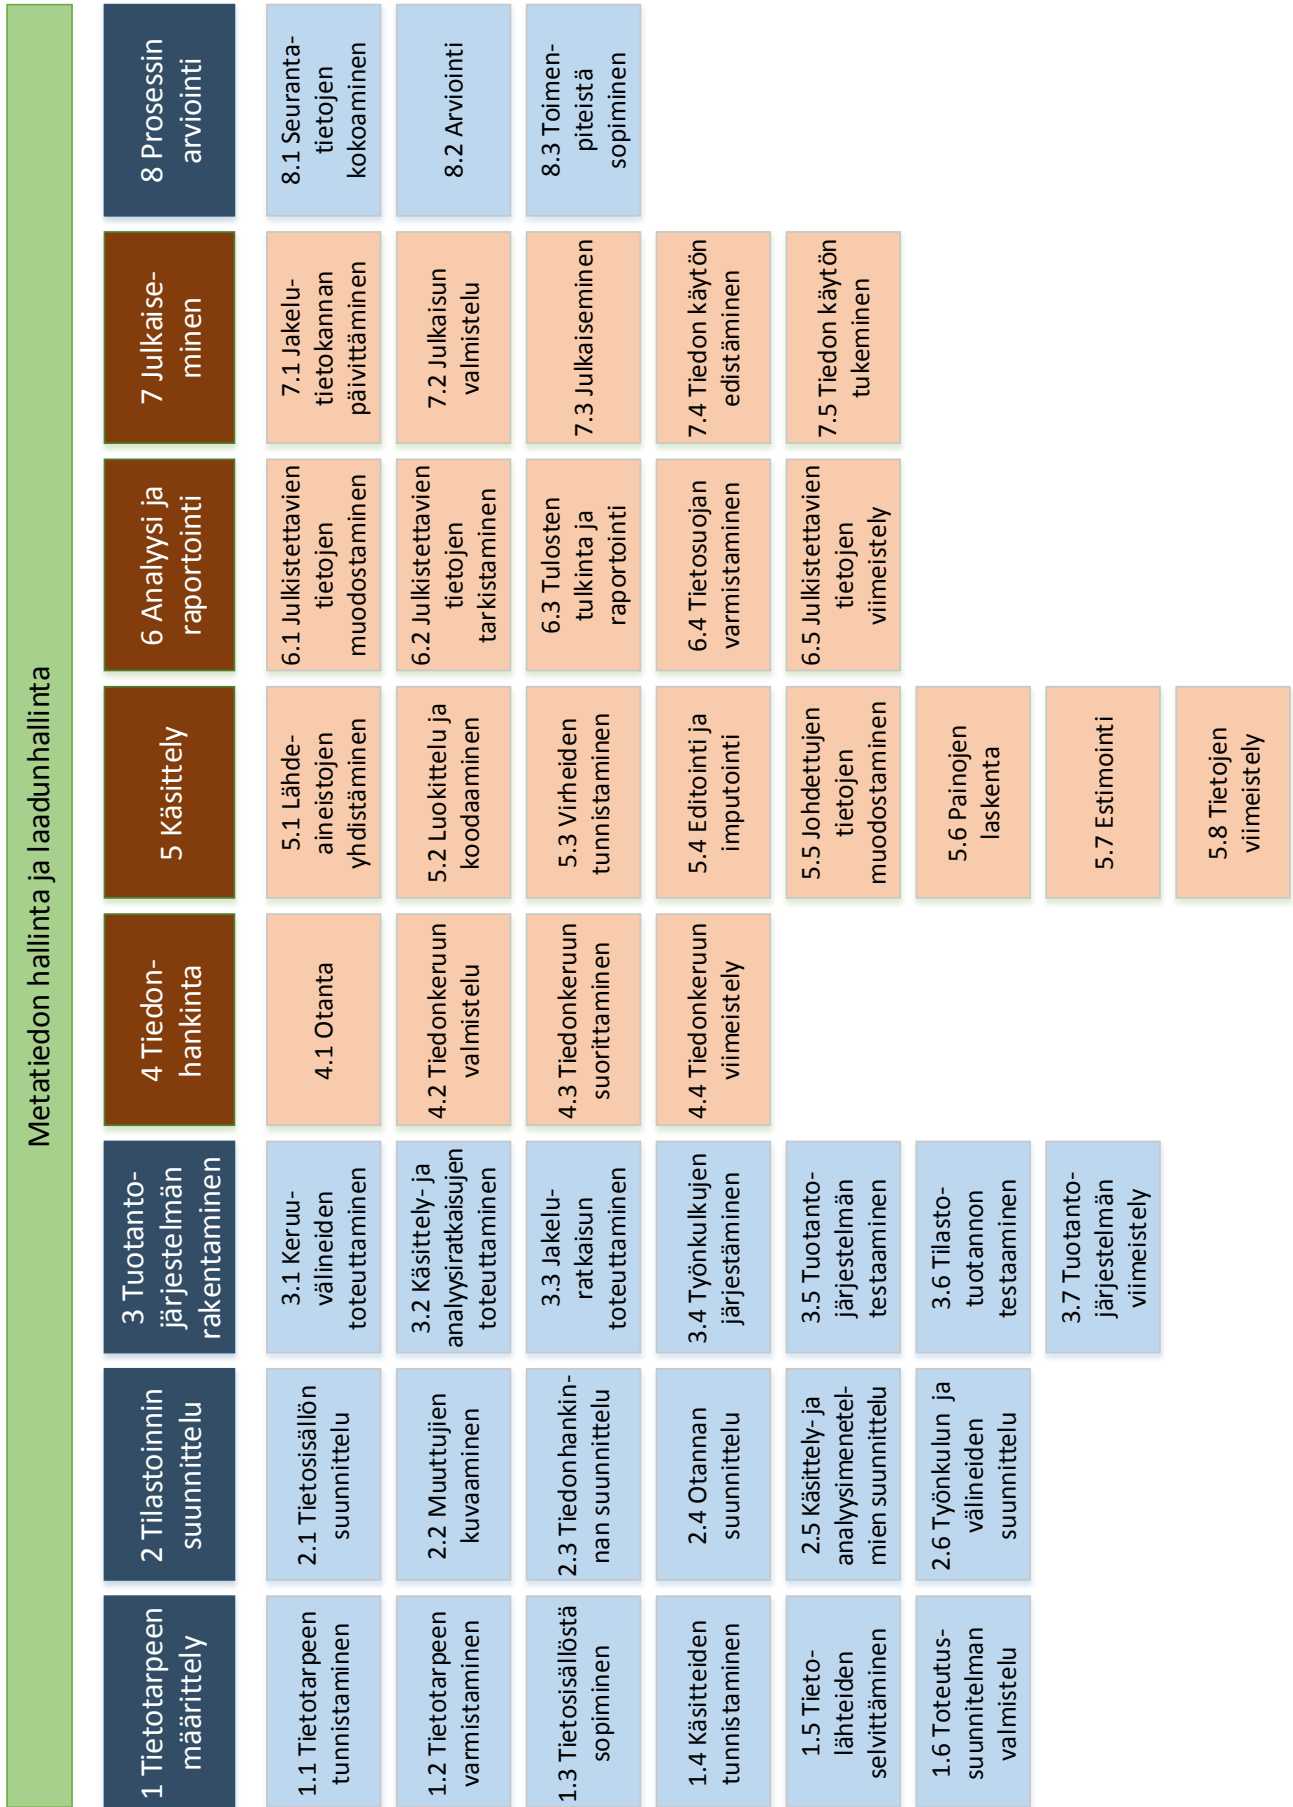 Metatiedon hallinta ja laadunhallinta
1 Tietotarpeen
määrittely
1.1 Tietotarpeen
tunnistaminen
1.2 Tietotarpeen
varmistaminen
1.3 Tietosisällöstä
sopiminen
1.4 Käsitteiden
tunnistaminen
1.5 Tieto-
lähteiden
selvittäminen
1.6 Toteutus-
suunnitelman
valmistelu
2 Tilastoinnin
suunnittelu
2.1 Tietosisällön
suunnittelu
2.2 Muuttujien
kuvaaminen
2.3 Tiedonhankin-
nan suunnittelu
2.4 Otannan
suunnittelu
2.5 Käsittely- ja
analyysimenetel-
mien suunnittelu
2.6 Työnkulun ja
välineiden
suunnittelu
3 Tuotanto-
järjestelmän
rakentaminen
3.1 Keruu-
välineiden
toteuttaminen
3.2 Käsittely- ja
analyysiratkaisujen
toteuttaminen
3.3 Jakelu-
ratkaisun
toteuttaminen
3.4 Työnkulkujen
järjestäminen
3.5 Tuotanto-
järjestelmän
testaaminen
3.6 Tilasto-
tuotannon
testaaminen
3.7 Tuotanto-
järjestelmän
viimeistely
4 Tiedon-
hankinta
4.1 Otanta
4.2 Tiedonkeruun
valmistelu
4.3 Tiedonkeruun
suorittaminen
4.4 Tiedonkeruun
viimeistely
5 Käsittely
5.1 Lähde-
aineistojen
yhdistäminen
5.2 Luokittelu ja
koodaaminen
5.3 Virheiden
tunnistaminen
5.4 Editointi ja
imputointi
5.5 Johdettujen
tietojen
muodostaminen
5.6 Painojen
laskenta
5.7 Estimointi
5.8 Tietojen
viimeistely
6 Analyysi ja
raportointi
6.1 Julkistettavien
tietojen
muodostaminen
6.2 Julkistettavien
tietojen
tarkistaminen
6.3 Tulosten
tulkinta ja
raportointi
6.4 Tietosuojan
varmistaminen
6.5 Julkistettavien
tietojen
viimeistely
7 Julkaise-
minen
7.1 Jakelu-
tietokannan
päivittäminen
7.2 Julkaisun
valmistelu
7.3 Julkaiseminen
7.4 Tiedon käytön
edistäminen
7.5 Tiedon käytön
tukeminen
8 Prosessin
arviointi
8.1 Seuranta-
tietojen
kokoaminen
8.2 Arviointi
8.3 Toimen-
piteistä
sopiminen